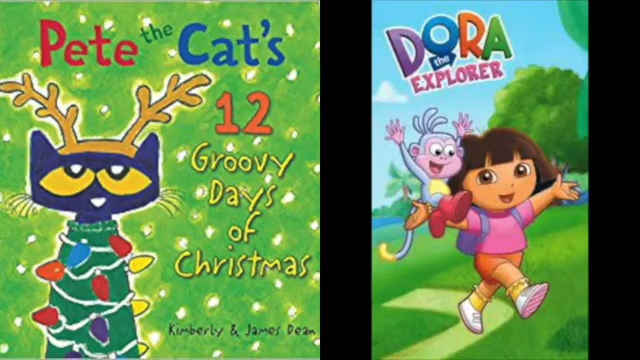 Pete the Cat's
12
Groovy
Days
of
Christmas
Kimberly & James Dean
DORA
the
EXPLORER